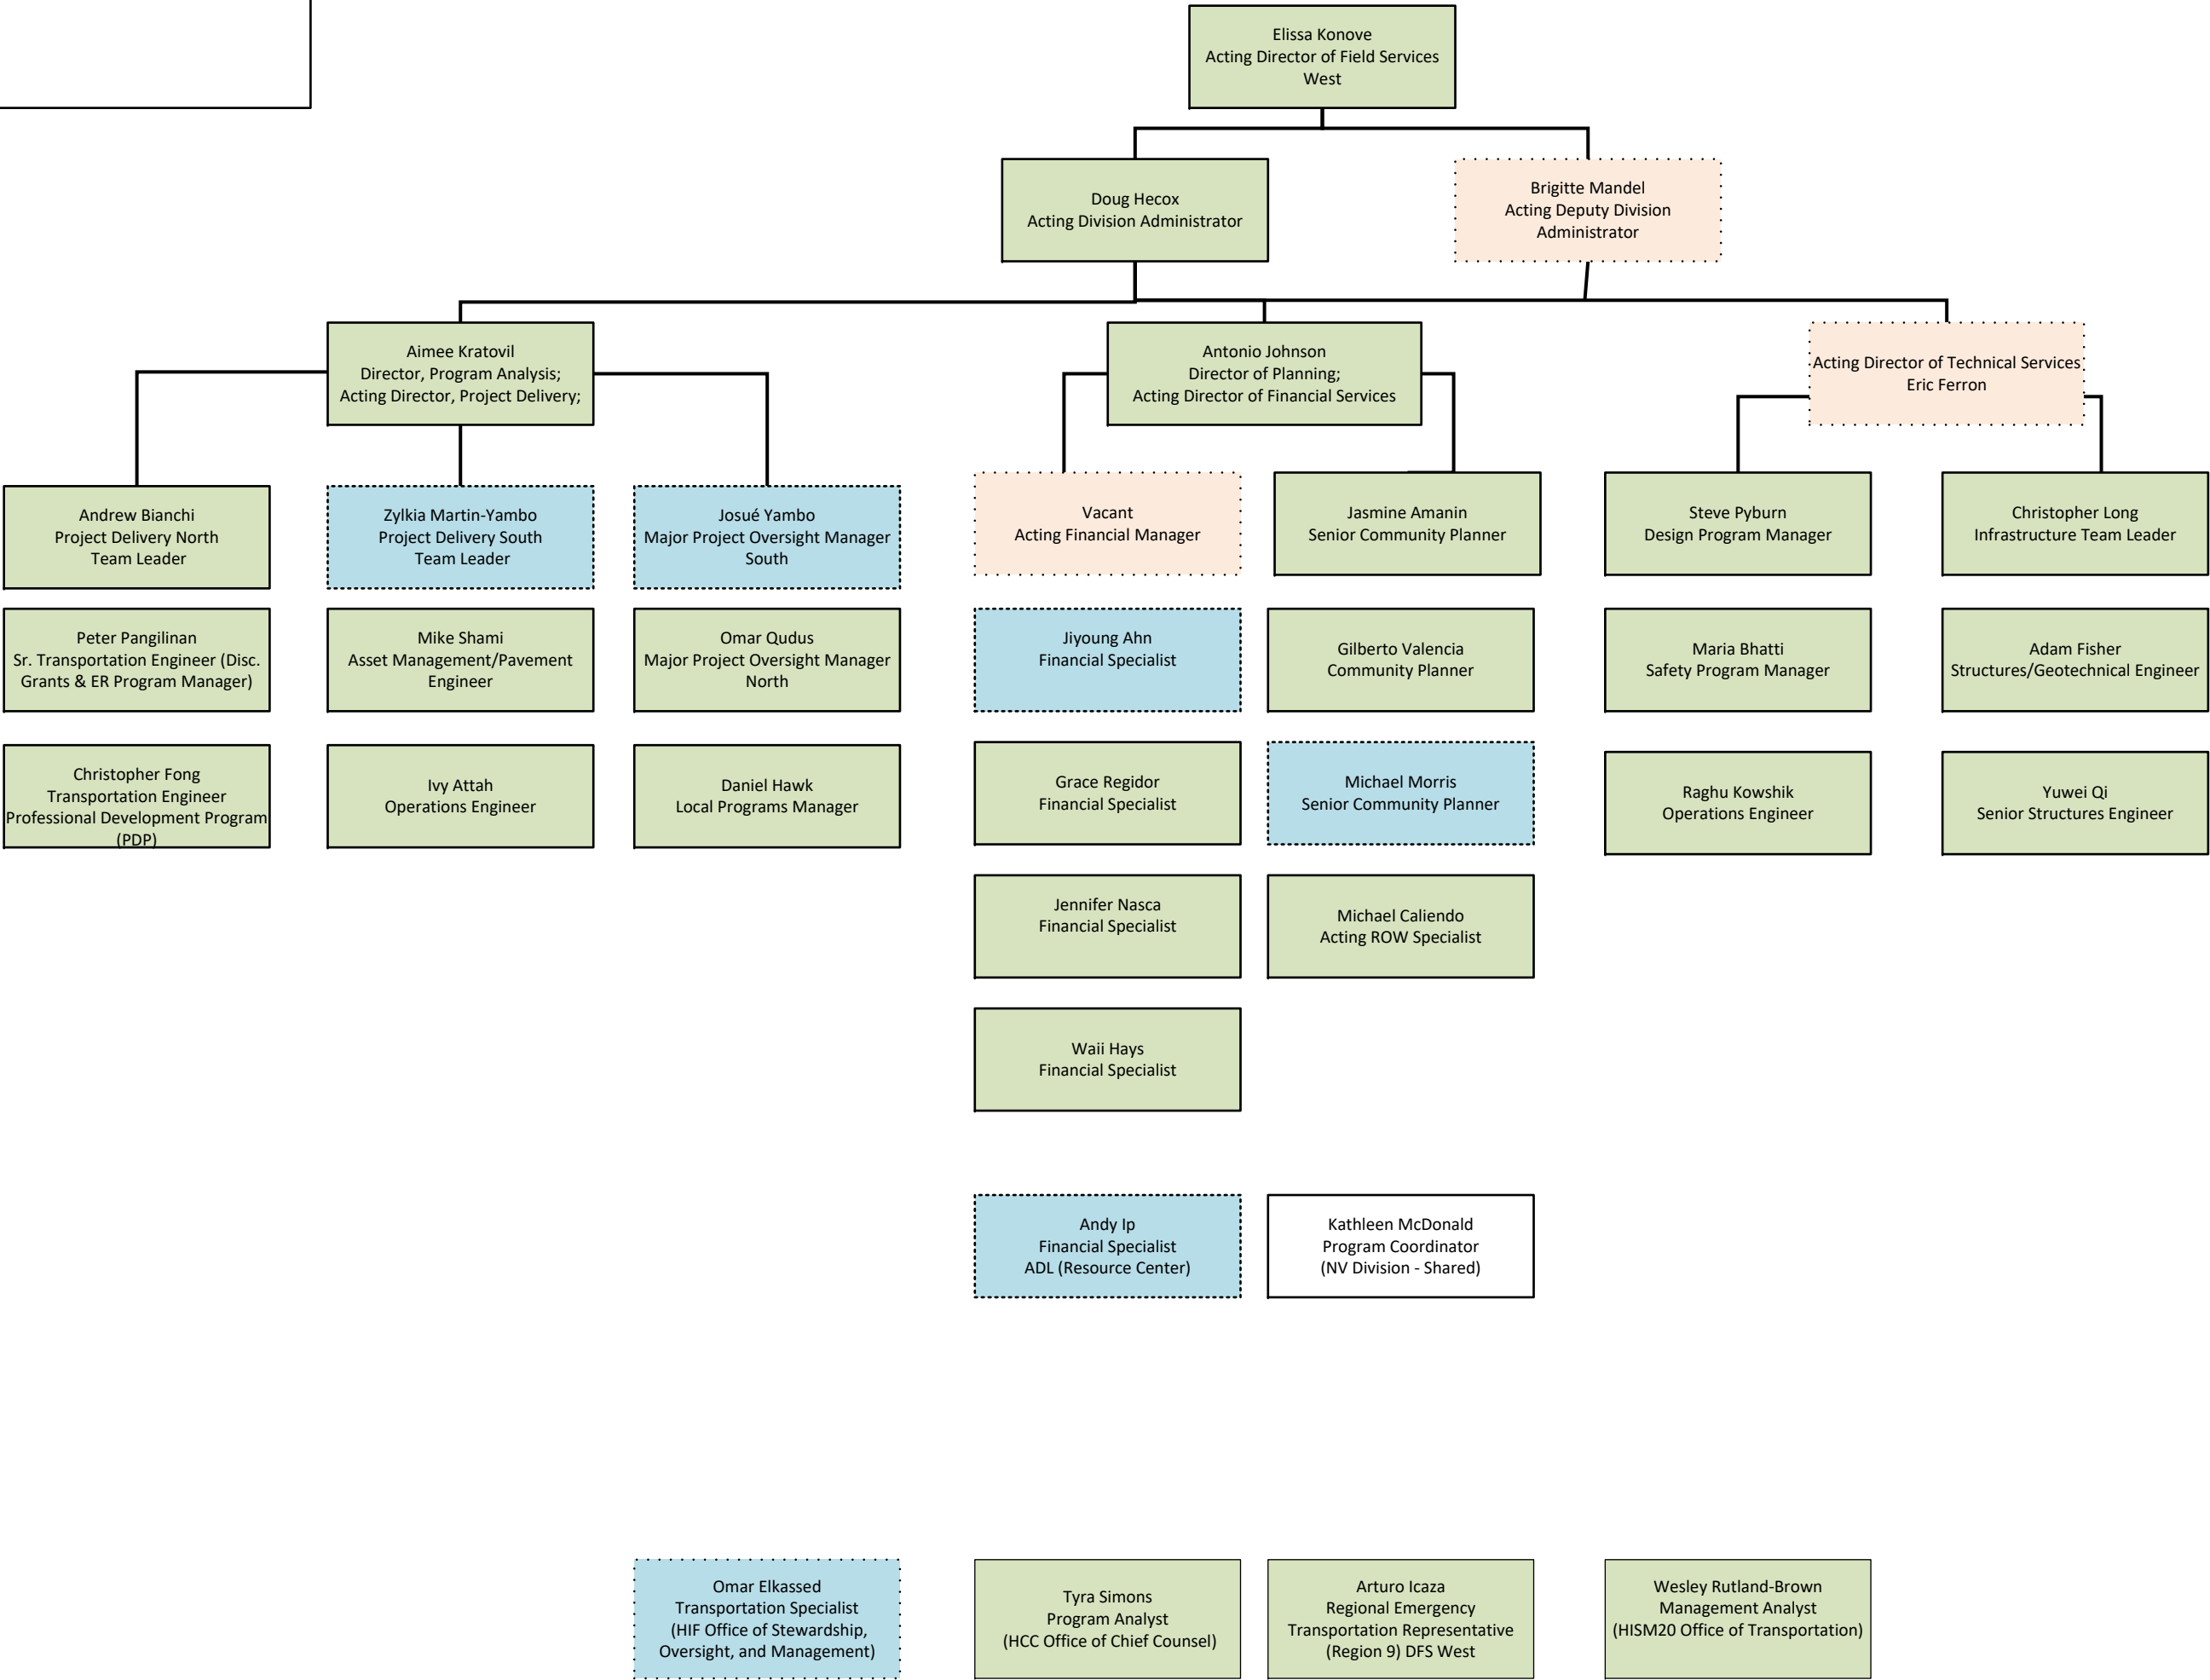 Elissa Konove
Acting Director of Field Services
West
Doug Hecox
Acting Division Administrator
Brigitte Mandel
Acting Deputy Division
Administrator
Aimee Kratovil
Director, Program Analysis;
Acting Director, Project Delivery;
Antonio Johnson
Director of Planning;
Acting Director of Financial Services
Acting Director of Technical Services
Eric Ferron
Andrew Bianchi
Project Delivery North
Team Leader
Zylkia Martin-Yambo
Project Delivery South
Team Leader
Josué Yambo
Major Project Oversight Manager
South
Vacant
Acting Financial Manager
Jasmine Amanin
Senior Community Planner
Steve Pyburn
Design Program Manager
Christopher Long
Infrastructure Team Leader
Peter Pangilinan
Sr. Transportation Engineer (Disc.
Grants & ER Program Manager)
Mike Shami
Asset Management/Pavement
Engineer
Omar Qudus
Major Project Oversight Manager
North
Jiyoung Ahn
Financial Specialist
Gilberto Valencia
Community Planner
Maria Bhatti
Safety Program Manager
Adam Fisher
Structures/Geotechnical Engineer
Christopher Fong
Transportation Engineer
Professional Development Program
(PDP)
Ivy Attah
Operations Engineer
Daniel Hawk
Local Programs Manager
Grace Regidor
Financial Specialist
Michael Morris
Senior Community Planner
Raghu Kowshik
Operations Engineer
Yuwei Qi
Senior Structures Engineer
Jennifer Nasca
Financial Specialist
Michael Caliendo
Acting ROW Specialist
Waii Hays
Financial Specialist
Andy Ip
Financial Specialist
ADL (Resource Center)
Kathleen McDonald
Program Coordinator
(NV Division - Shared)
Omar Elkassed
Transportation Specialist
(HIF Office of Stewardship,
Oversight, and Management)
Tyra Simons
Program Analyst
(HCC Office of Chief Counsel)
Arturo Icaza
Regional Emergency
Transportation Representative
(Region 9) DFS West
Wesley Rutland-Brown
Management Analyst
(HISM20 Office of Transportation)